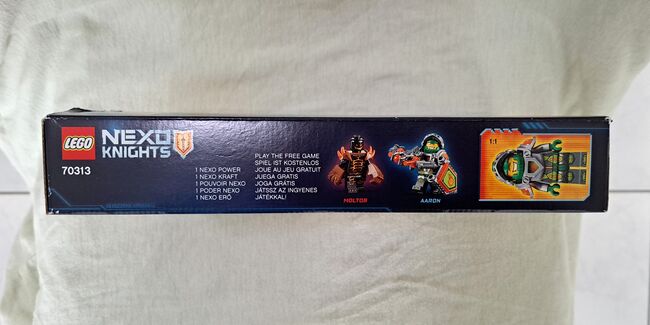 LEGO
NEXO
KNIGHTS
70313
1 NEXO POWER
1 NEXO KRAFT
1 POUVOIR NEXO
1 PODER NEXO
1 NEXO ERŐ
PLAY THE FREE GAME
SPIEL IST KOSTENLOS
JOUE AU JEU GRATUIT
JUEGA GRATIS
JOGA GRÁTIS
JÁTSSZ AZ INGYENES
JÁTÉKKAL!
MOLTOR
AARON
1:1